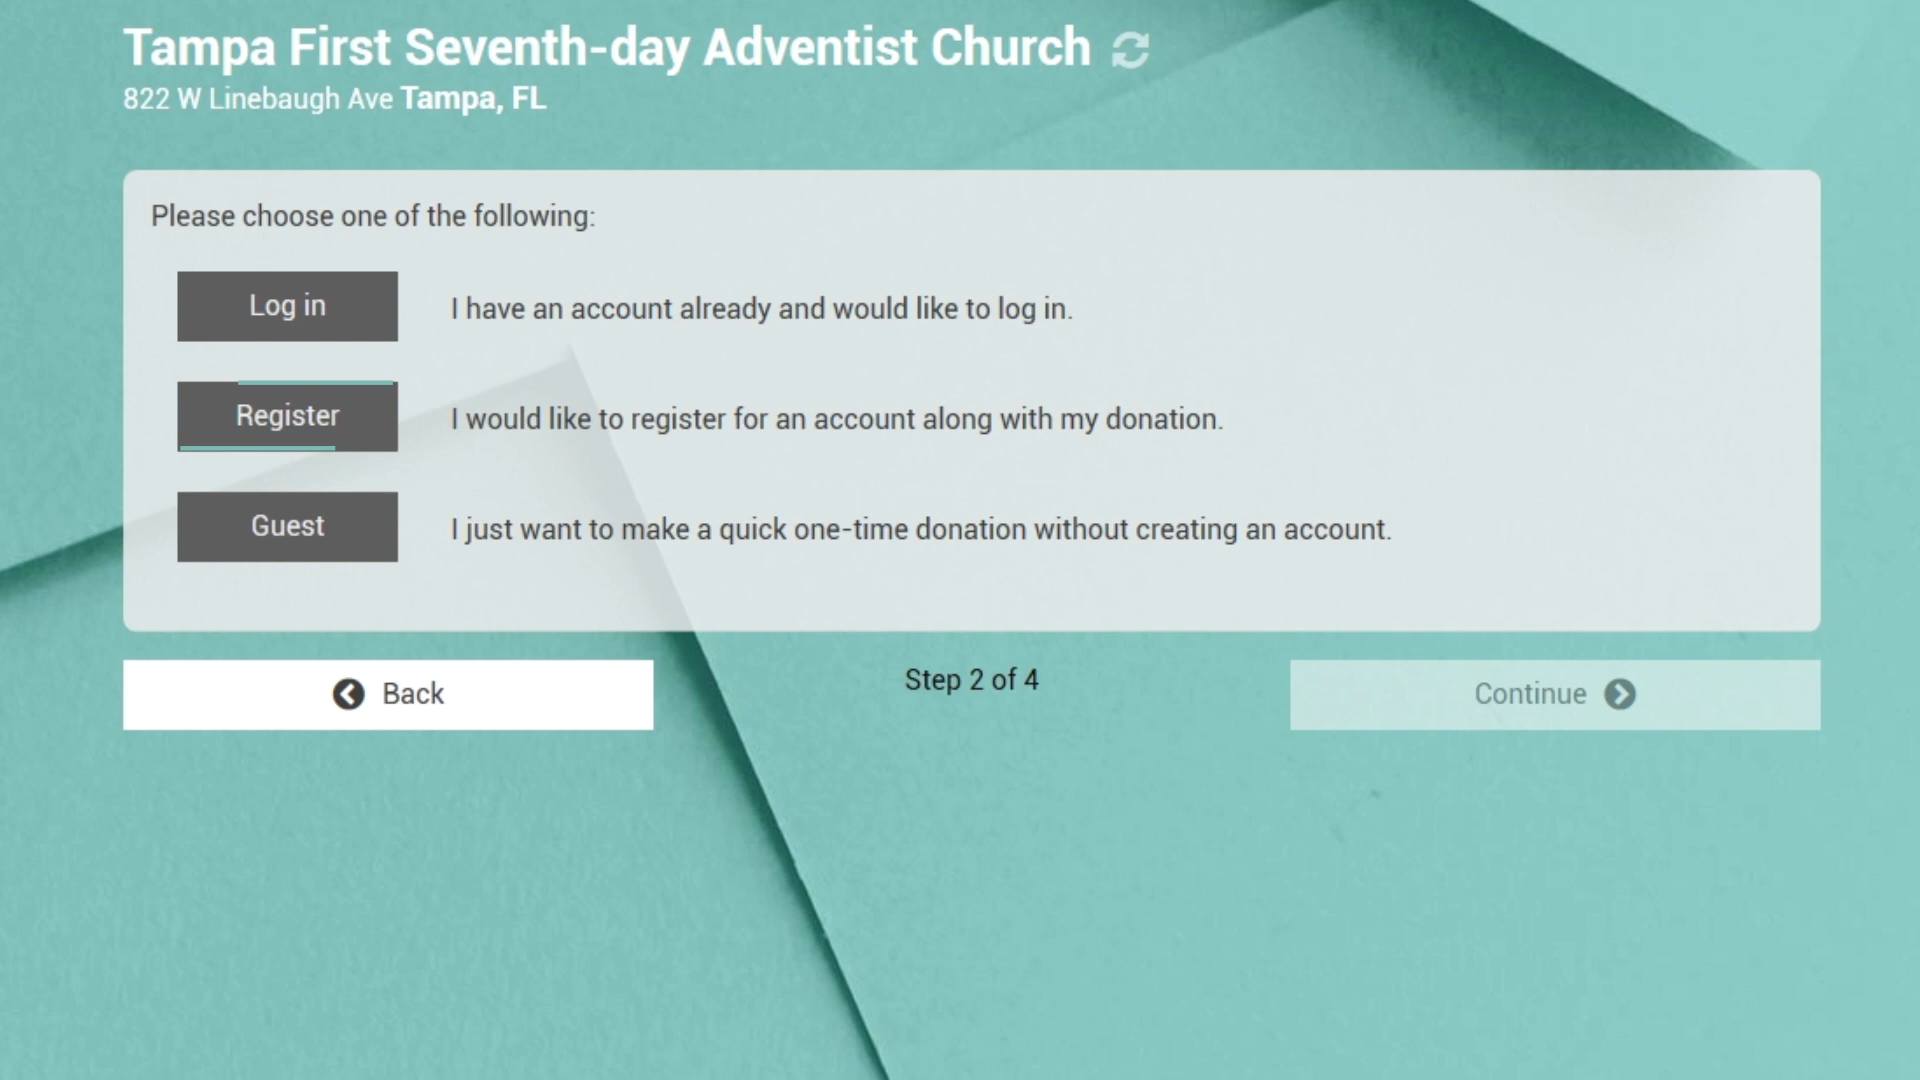 Tampa First Seventh-day Adventist Church
822 W Linebaugh Ave Tampa, FL
Please choose one of the following:
Log in I have an account already and would like to log in.
Register I would like to register for an account along with my donation.
Guest I just want to make a quick one-time donation without creating an account.
Back Step 2 of 4 Continue